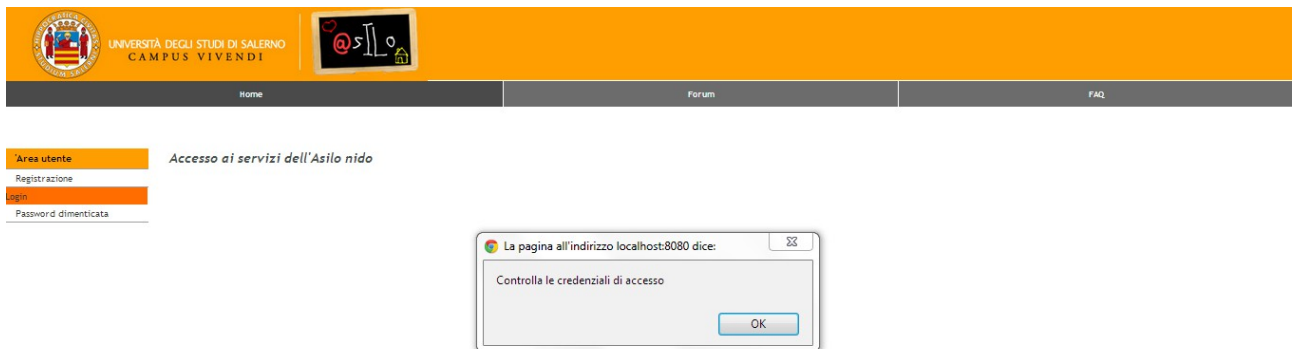 UNIVERSITÀ DEGLI STUDI DI SALERNO
CAMPUS VIVENDI
@sILo
Home
Forum
FAQ
'Area utente
Accesso ai servizi dell'Asilo nido
Registrazione
Login
Password dimenticata
La pagina all'indirizzo localhost:8080 dice:
Controlla le credenziali di accesso
OK